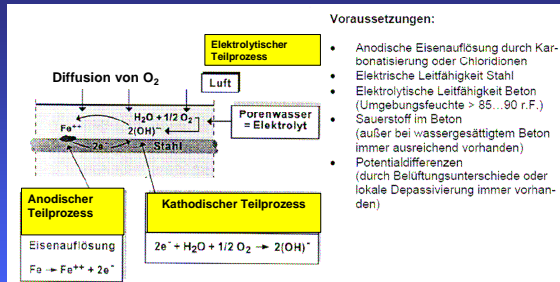 Elektrolytischer
Teilprozess
Diffusion von O2
Luft
H2O + 1/2 O2
Fe++
2(OH)-
2e-
Stahl
Porenwasser
= Elektrolyt
Anodischer
Teilprozess
Eisenauflösung
Fe → Fe++ + 2e-
Kathodischer Teilprozess
2e- + H2O + 1/2 O2 → 2(OH)-
Voraussetzungen:
• Anodische Eisenauflösung durch Kar-
bonatisierung oder Chloridionen
• Elektrische Leitfähigkeit Stahl
• Elektrolytische Leitfähigkeit Beton
(Umgebungsfeuchte > 85...90 r.F.)
• Sauerstoff im Beton
(außer bei wassergesättigtem Beton
immer ausreichend vorhanden)
• Potentialdifferenzen
(durch Belüftungsunterschiede oder
lokale Depassivierung immer vorhan-
den)